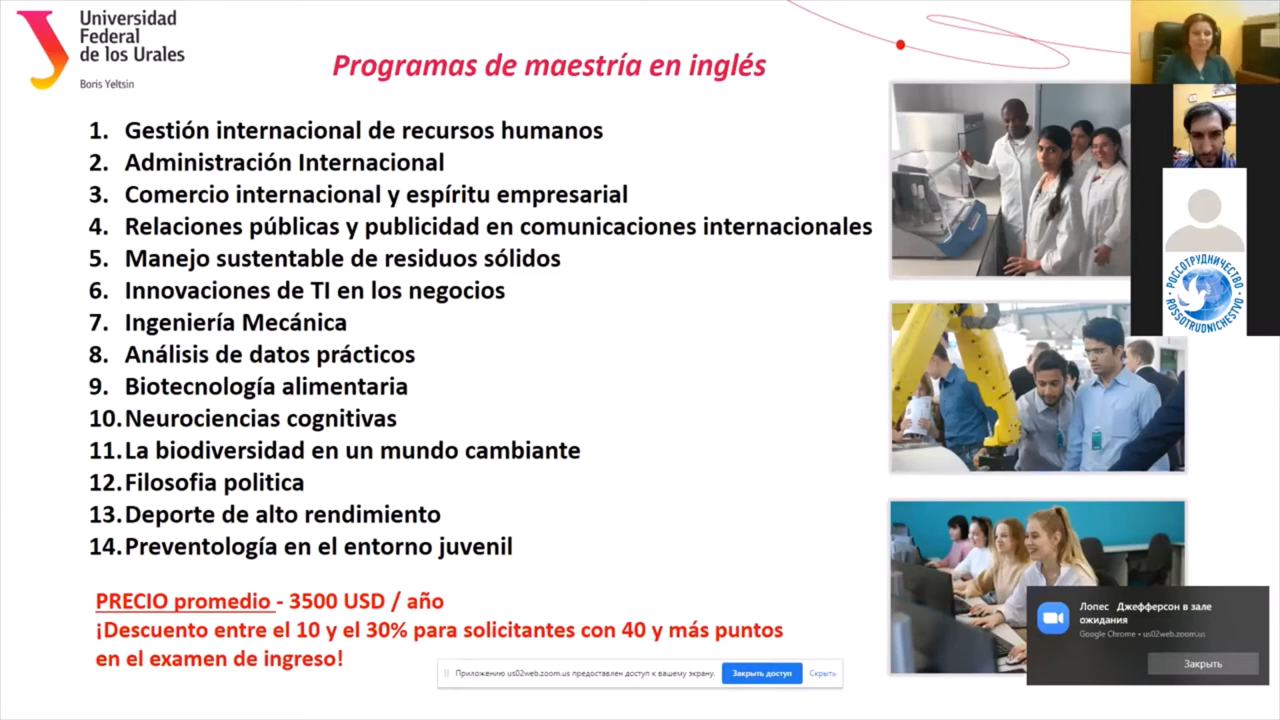 Universidad
Federal
de los Urales
Boris Yeltsin
Programas de maestría en inglés
1. Gestión internacional de recursos humanos
2. Administración Internacional
3. Comercio internacional y espíritu empresarial
4. Relaciones públicas y publicidad en comunicaciones internacionales
5. Manejo sustentable de residuos sólidos
6. Innovaciones de TI en los negocios
7. Ingeniería Mecánica
8. Análisis de datos prácticos
9. Biotecnología alimentaria
10. Neurociencias cognitivas
11. La biodiversidad en un mundo cambiante
12. Filosofia politica
13. Deporte de alto rendimiento
14. Preventología en el entorno juvenil
PRECIO promedio - 3500 USD / año
¡Descuento entre el 10 y el 30% para solicitantes con 40 y más puntos
en el examen de ingreso!
РОССОТРУДНИЧЕСТВО
ROSSOTRUDNICHESTVO
Лопес Джефферсон в зале
ожидания
Google Chrome • us02web.zoom.us
Закрыть
Приложению us02web.zoom.us предоставлен доступ к вашему экрану.
Закрыть доступ
Скрыть